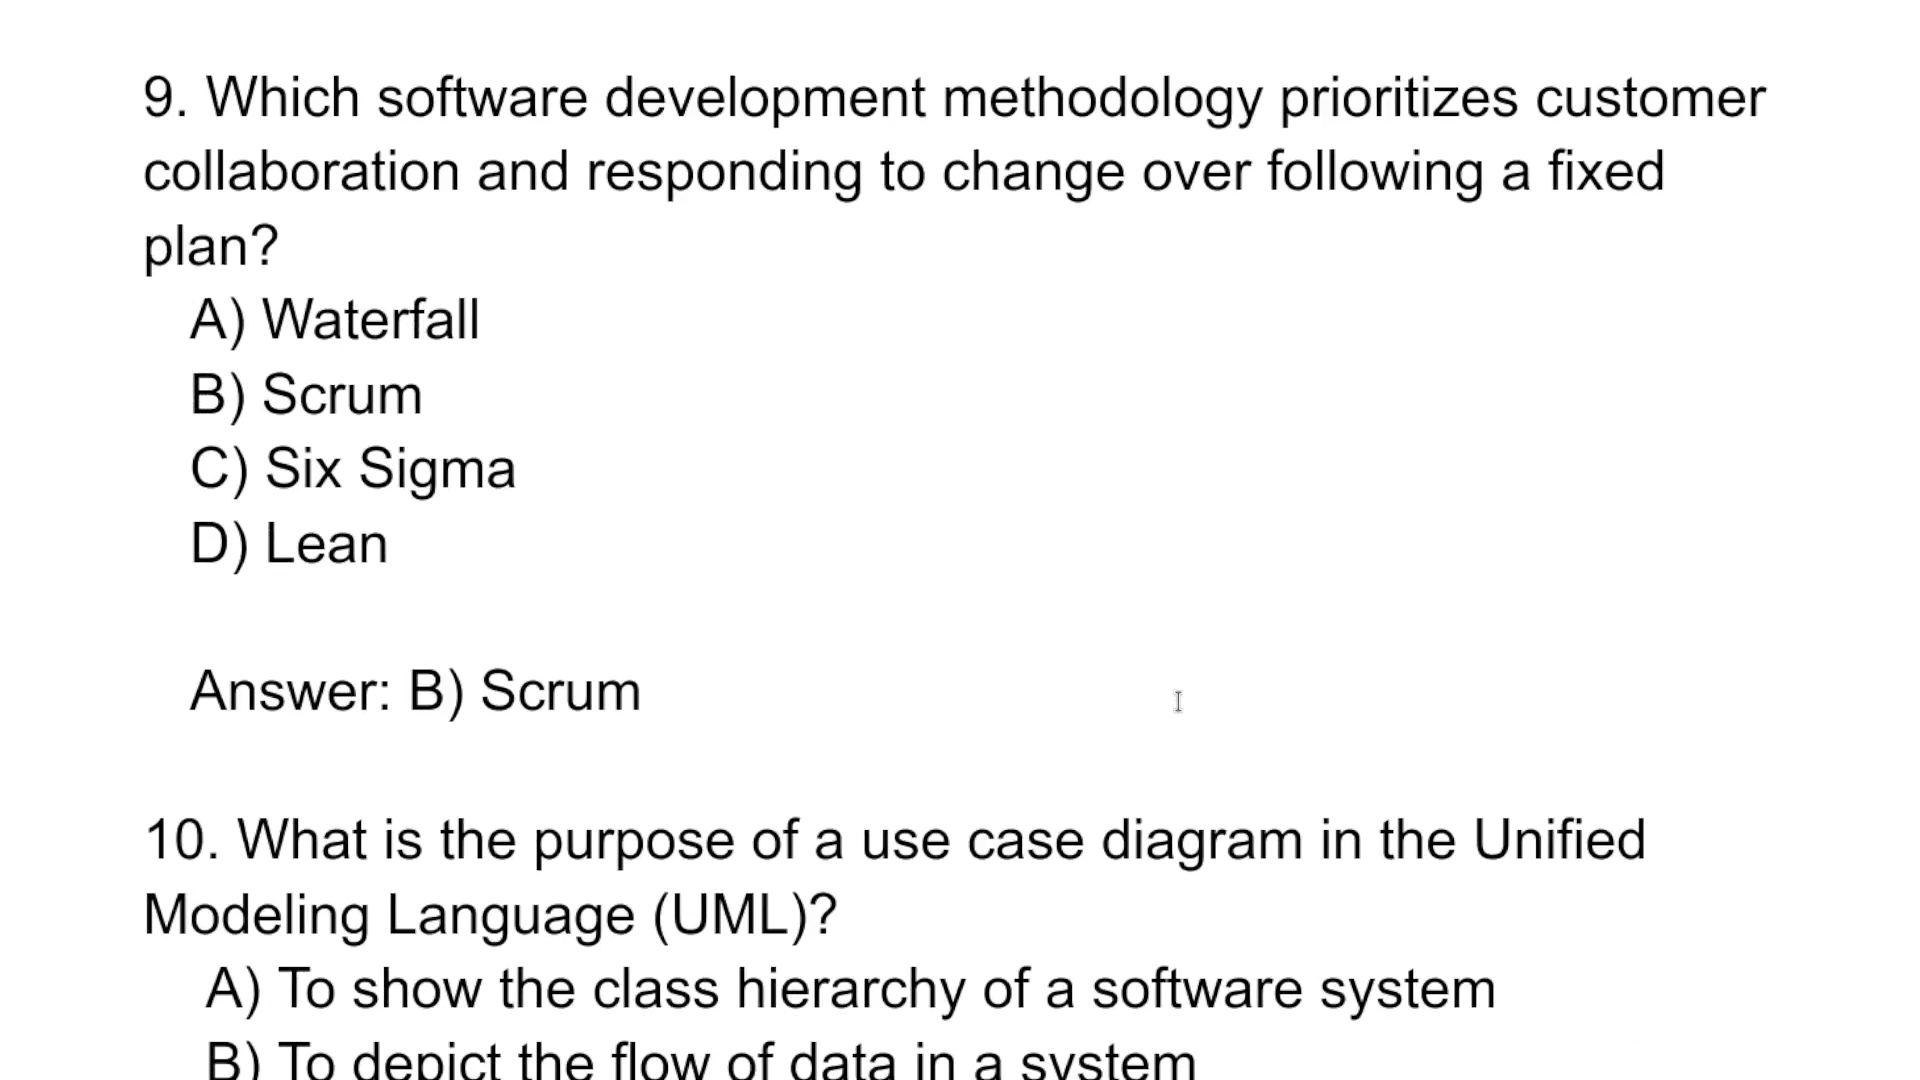 9. Which software development methodology prioritizes customer
collaboration and responding to change over following a fixed
plan?
A) Waterfall
B) Scrum
C) Six Sigma
D) Lean
Answer: B) Scrum
10. What is the purpose of a use case diagram in the Unified
Modeling Language (UML)?
A) To show the class hierarchy of a software system
B) To depict the flow of data in a system